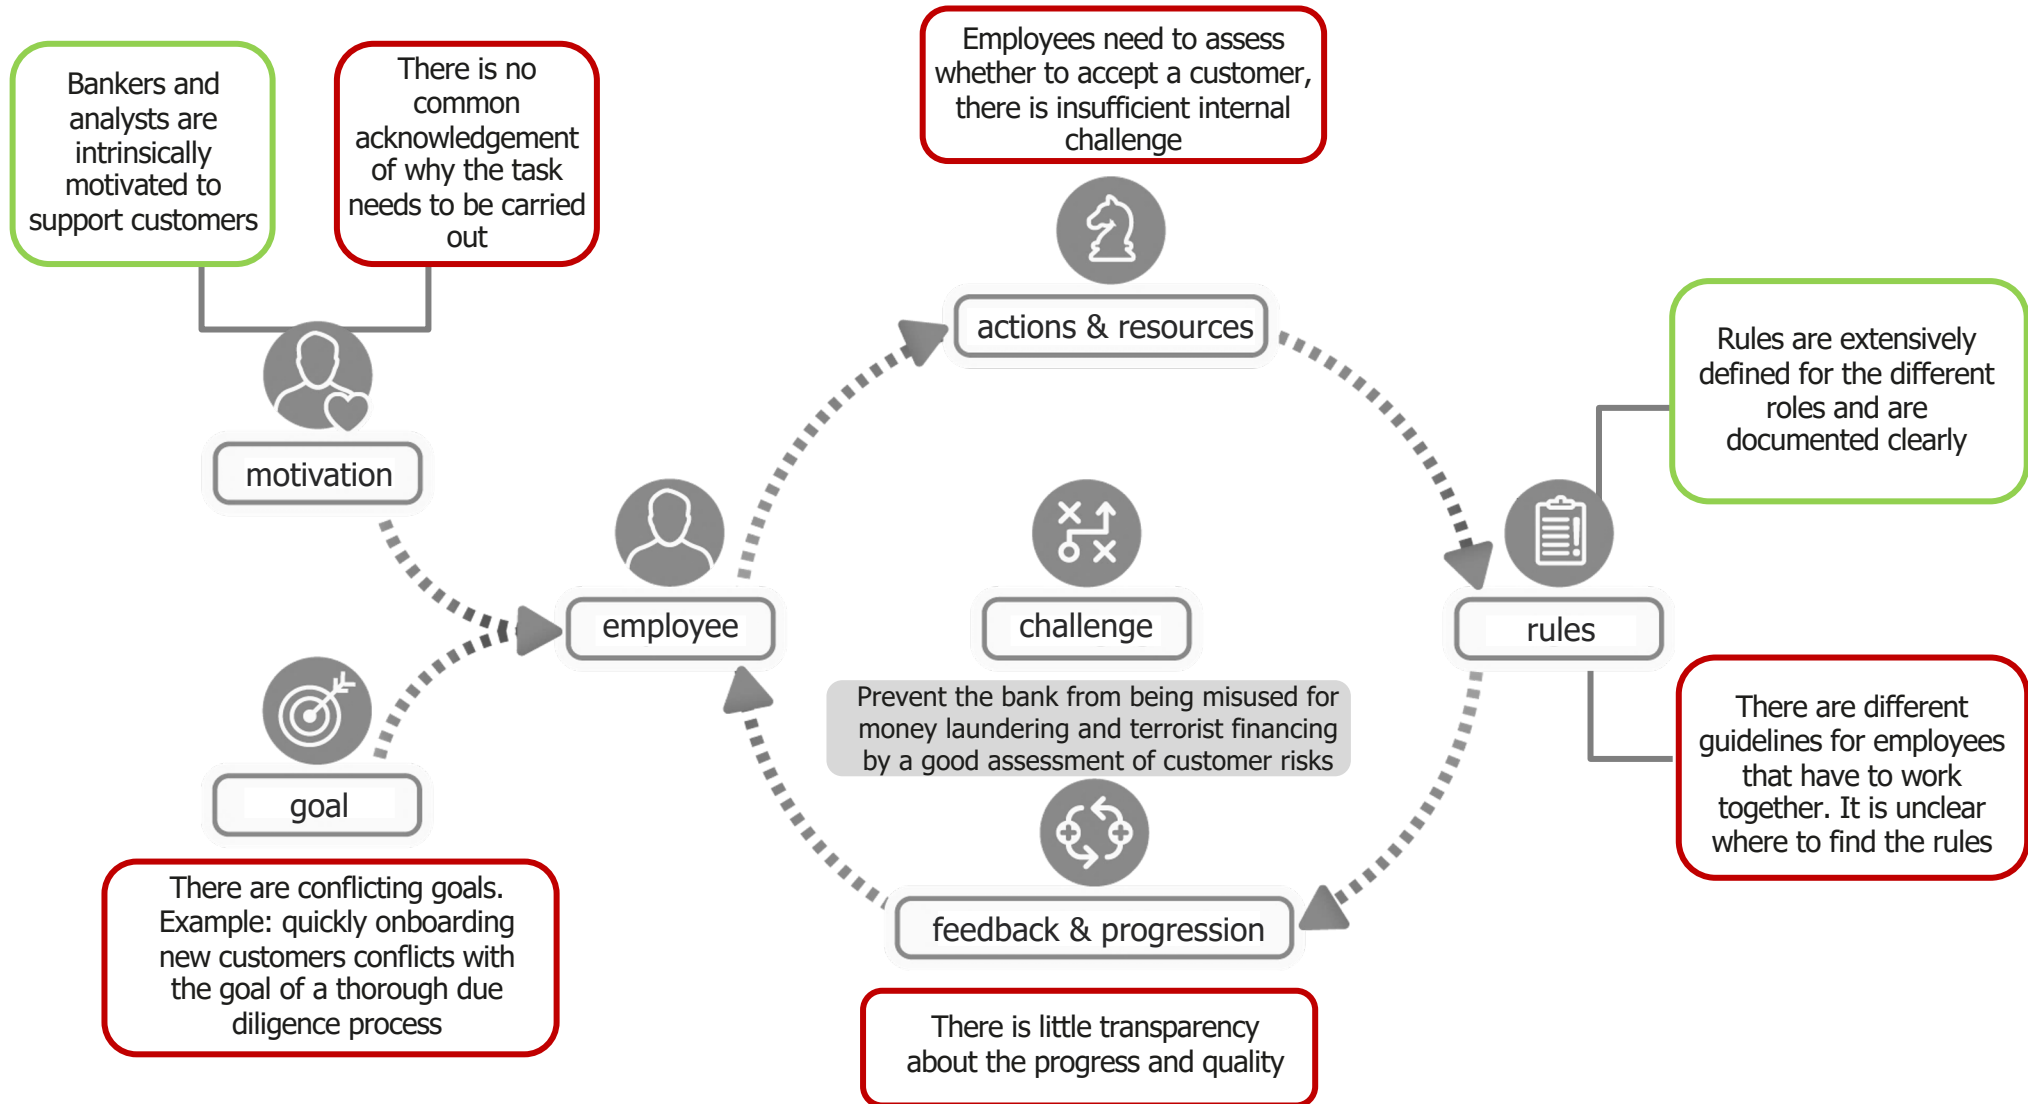 Bankers and
analysts are
intrinsically
motivated to
support customers
There is no
common
acknowledgement
of why the task
needs to be carried
out
Employees need to assess
whether to accept a customer,
there is insufficient internal
challenge
actions & resources
Rules are extensively
defined for the different
roles and are
documented clearly
motivation
employee
challenge
rules
Prevent the bank from being misused for
money laundering and terrorist financing
by a good assessment of customer risks
There are different
guidelines for employees
that have to work
together. It is unclear
where to find the rules
goal
There are conflicting goals.
Example: quickly onboarding
new customers conflicts with
the goal of a thorough due
diligence process
feedback & progression
There is little transparency
about the progress and quality